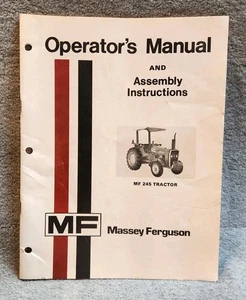 Operator's Manual
AND
Assembly
Instructions
MF 245 TRACTOR
MF Massey Ferguson